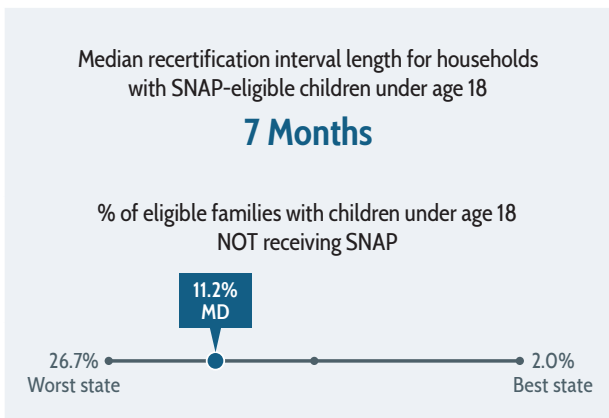 Median recertification interval length for households
with SNAP-eligible children under age 18
7 Months
% of eligible families with children under age 18
NOT receiving SNAP
11.2%
MD
26.7%
Worst state
2.0%
Best state